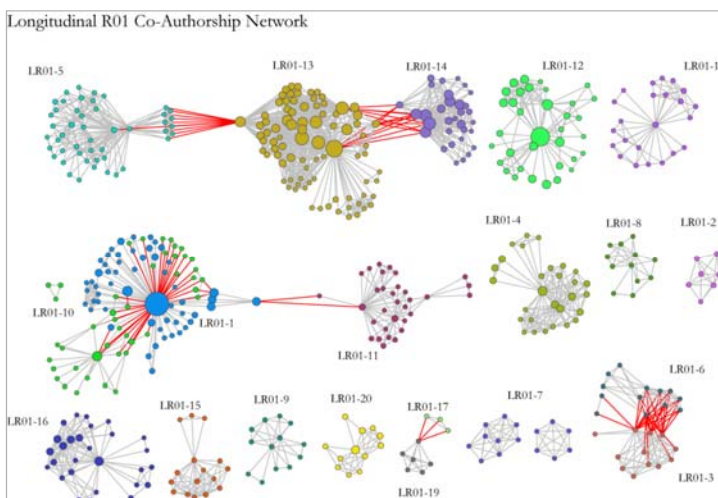 Longitudinal R01 Co-Authorship Network
LR01-5
LR01-13
LR01-14
LR01-12
LR01-1
LR01-4
LR01-8
LR01-2
LR01-10
LR01-1
LR01-11
LR01-6
LR01-16
LR01-15
LR01-9
LR01-20
LR01-17
LR01-7
LR01-19
LR01-3